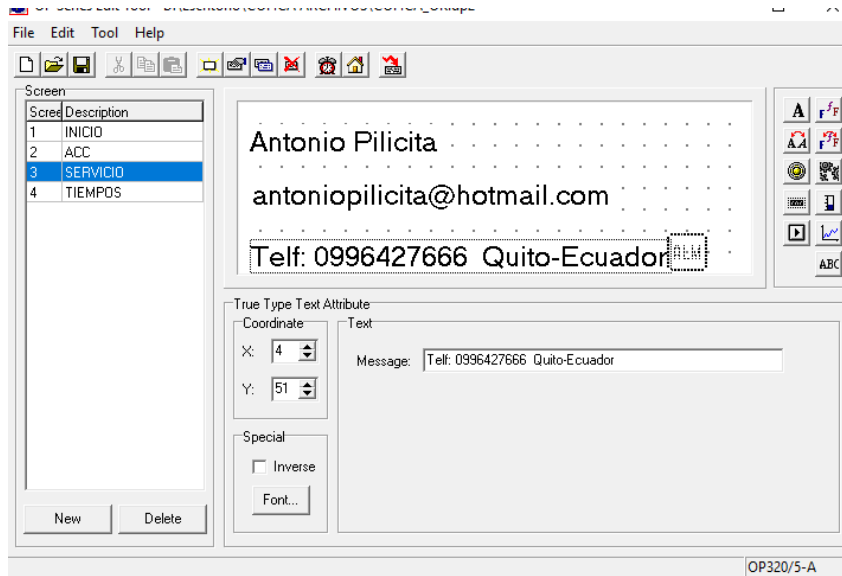 File Edit Tool Help
Screen
Scree Description
1 INICIO
2 ACC
3 SERVICIO
4 TIEMPOS
New Delete
Antonio Pilicita
antoniopilicita@hotmail.com
Telf: 0996427666 Quito-Ecuador ALM
A F f F
A A F F
ABC
True Type Text Attribute
Coordinate
X: 4
Y: 51
Text
Message: Telf: 0996427666 Quito-Ecuador
Special
Inverse
Font...
OP320/5-A